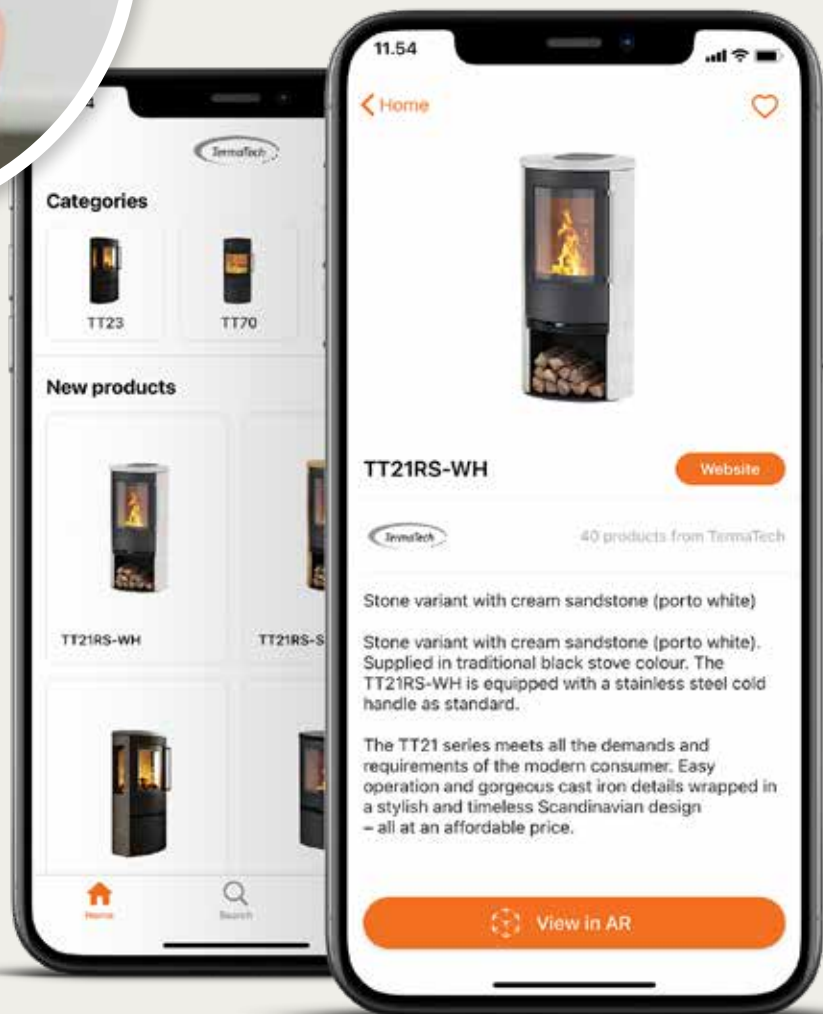 4
TermaTech
Categories
TT23
TT70
New products
TT21RS-WH
TT21RS-S
Home
Search
11.54
Home
TT21RS-WH
Website
TermaTech
40 products from TermaTech
Stone variant with cream sandstone (porto white)
Stone variant with cream sandstone (porto white).
Supplied in traditional black stove colour. The
TT21RS-WH is equipped with a stainless steel cold
handle as standard.
The TT21 series meets all the demands and
requirements of the modern consumer. Easy
operation and gorgeous cast iron details wrapped in
a stylish and timeless Scandinavian design
– all at an affordable price.
View in AR